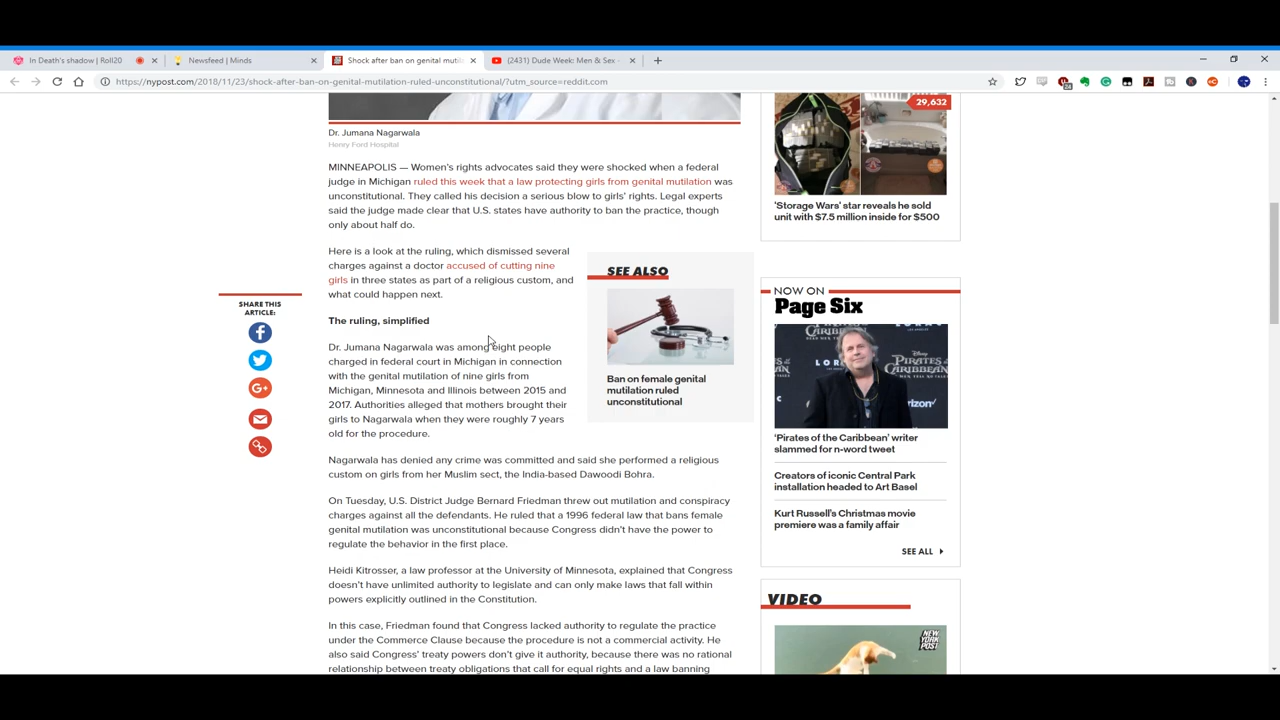 In Death's shadow | Roll20
Newsfeed | Minds
Shock after ban on genital mutil
(2431) Dude Week: Men & Sex -
https://nypost.com/2018/11/23/shock-after-ban-on-genital-mutilation-ruled-unconstitutional/?utm_source=reddit.com
24
Dr. Jumana Nagarwala
Henry Ford Hospital
MINNEAPOLIS — Women's rights advocates said they were shocked when a federal
judge in Michigan ruled this week that a law protecting girls from genital mutilation was
unconstitutional. They called his decision a serious blow to girls' rights. Legal experts
said the judge made clear that U.S. states have authority to ban the practice, though
only about half do.
Here is a look at the ruling, which dismissed several
charges against a doctor accused of cutting nine
girls in three states as part of a religious custom, and
what could happen next.
The ruling, simplified
Dr. Jumana Nagarwala was among eight people
charged in federal court in Michigan in connection
with the genital mutilation of nine girls from
Michigan, Minnesota and Illinois between 2015 and
2017. Authorities alleged that mothers brought their
girls to Nagarwala when they were roughly 7 years
old for the procedure.
Nagarwala has denied any crime was committed and said she performed a religious
custom on girls from her Muslim sect, the India-based Dawoodi Bohra.
On Tuesday, U.S. District Judge Bernard Friedman threw out mutilation and conspiracy
charges against all the defendants. He ruled that a 1996 federal law that bans female
genital mutilation was unconstitutional because Congress didn't have the power to
regulate the behavior in the first place.
Heidi Kitrosser, a law professor at the University of Minnesota, explained that Congress
doesn't have unlimited authority to legislate and can only make laws that fall within
powers explicitly outlined in the Constitution.
In this case, Friedman found that Congress lacked authority to regulate the practice
under the Commerce Clause because the procedure is not a commercial activity. He
also said Congress' treaty powers don't give it authority, because there was no rational
relationship between treaty obligations that call for equal rights and a law banning
SHARE THIS
ARTICLE:
SEE ALSO
Ban on female genital
mutilation ruled
unconstitutional
29,632
'Storage Wars' star reveals he sold
unit with $7.5 million inside for $500
NOW ON
Page Six
'Pirates of the Caribbean' writer
slammed for n-word tweet
Creators of iconic Central Park
installation headed to Art Basel
Kurt Russell's Christmas movie
premiere was a family affair
SEE ALL
VIDEO
NEW YORK POST